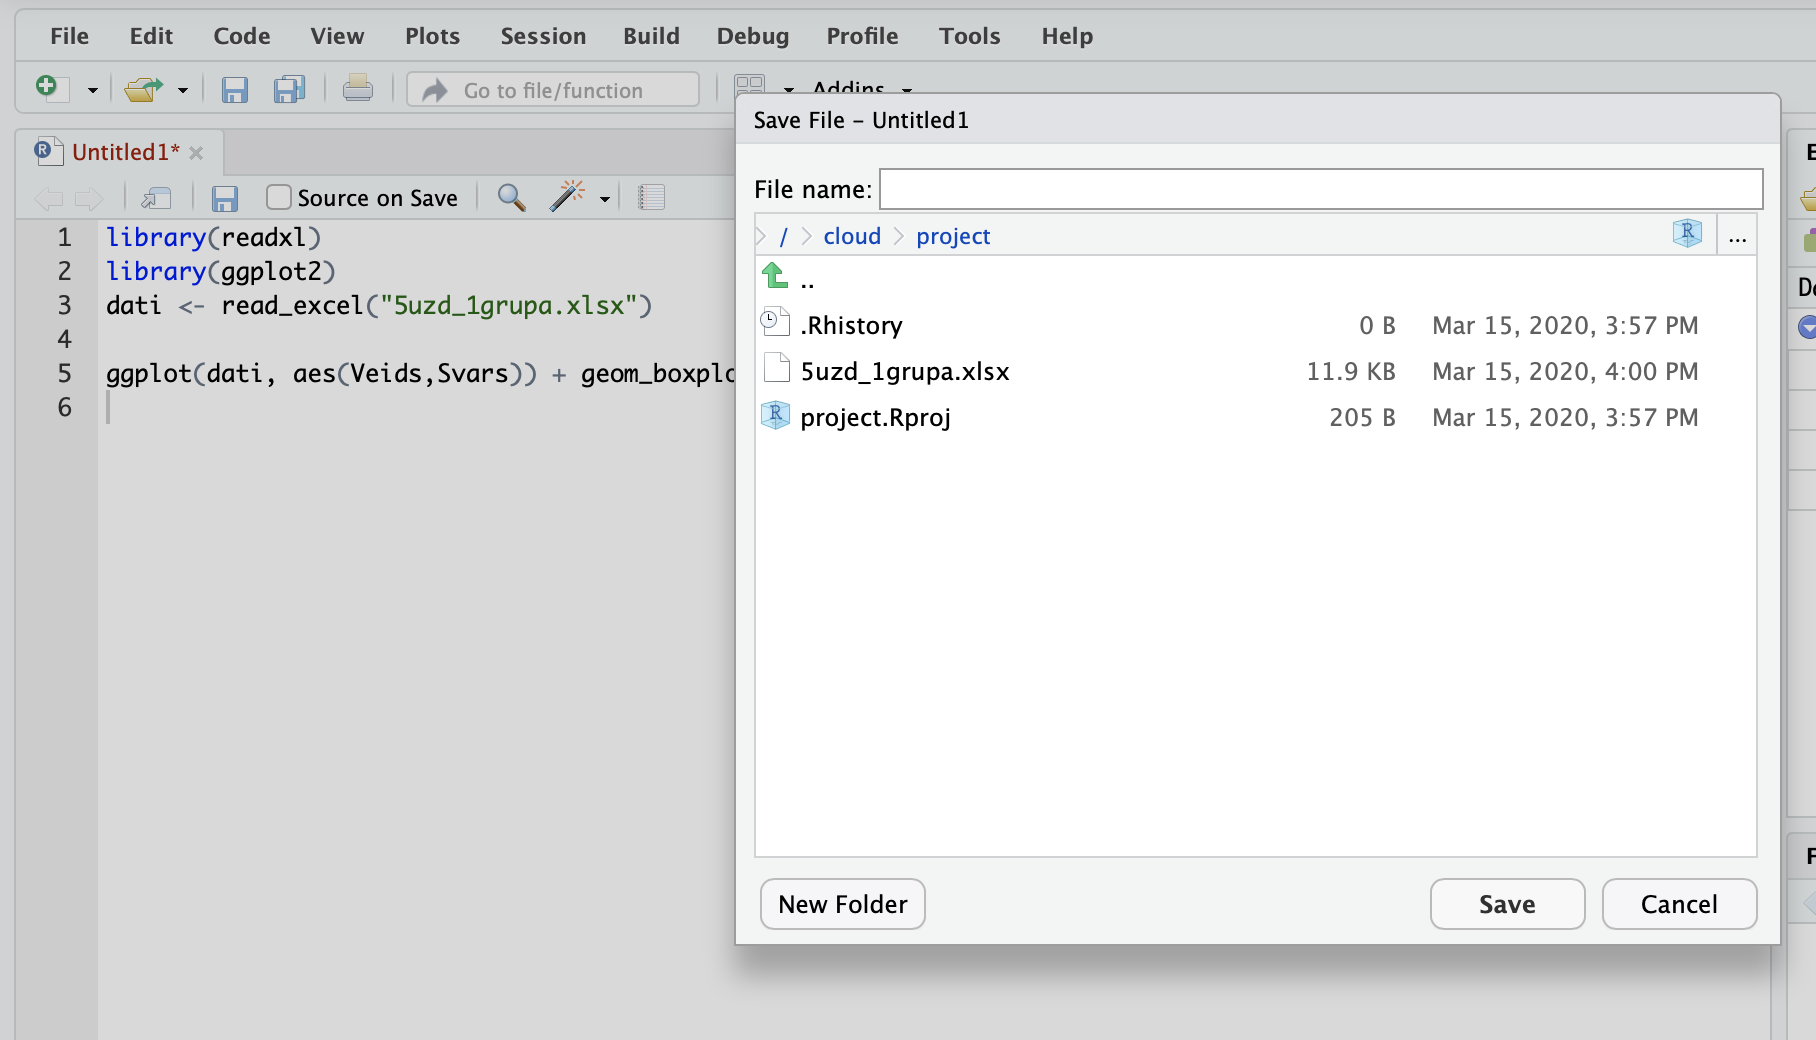 File Edit Code View Plots Session Build Debug Profile Tools Help
Go to file/function Addins
Untitled1*
Source on Save
1 library(readxl)
2 library(ggplot2)
3 dati <- read_excel("5uzd_1grupa.xlsx")
4
5 ggplot(dati, aes(Veids,Svars)) + geom_boxplo
6
Save File – Untitled1
File name:
/ cloud project ...
..
.Rhistory 0 B Mar 15, 2020, 3:57 PM
5uzd_1grupa.xlsx 11.9 KB Mar 15, 2020, 4:00 PM
project.Rproj 205 B Mar 15, 2020, 3:57 PM
New Folder Save Cancel